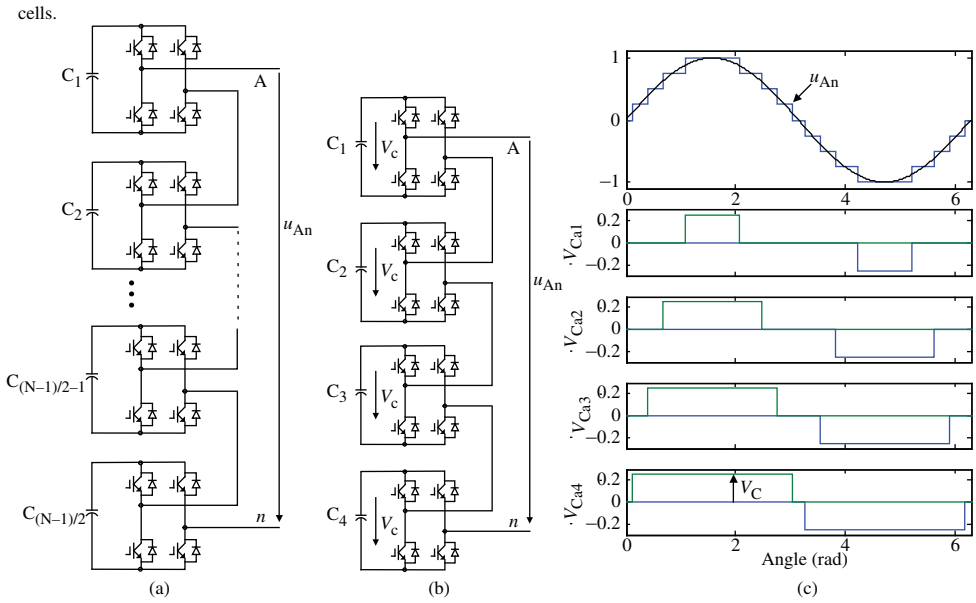 cells.
C1
A
C2
uAn
C(N–1)/2–1
C(N–1)/2
n
(a)
C1
Vc
A
C2
Vc
uAn
C3
Vc
C4
Vc
n
(b)
1
0
−1
uAn
0 2 4 6
0.2
0
−0.2
·VCa1
0.2
0
−0.2
·VCa2
0.2
0
−0.2
·VCa3
0.2
0
−0.2
·VCa4
VC
0 2 4 6
Angle (rad)
(c)